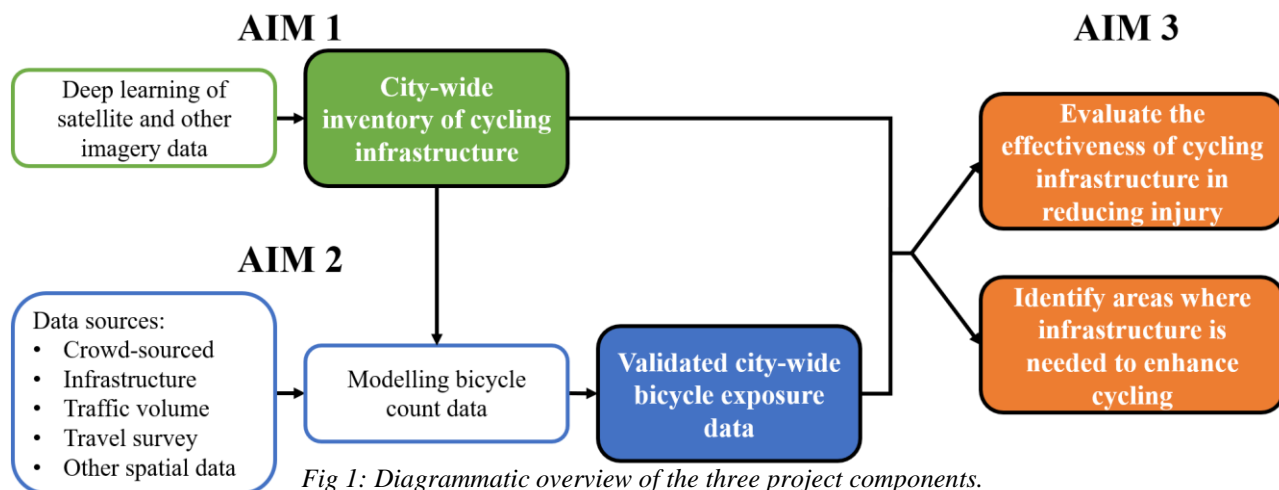 AIM 1
Deep learning of
satellite and other
imagery data
City-wide
inventory of cycling
infrastructure
AIM 2
Data sources:
• Crowd-sourced
• Infrastructure
• Traffic volume
• Travel survey
• Other spatial data
Modelling bicycle
count data
Validated city-wide
bicycle exposure
data
AIM 3
Evaluate the
effectiveness of cycling
infrastructure in
reducing injury
Identify areas where
infrastructure is
needed to enhance
cycling
Fig 1: Diagrammatic overview of the three project components.